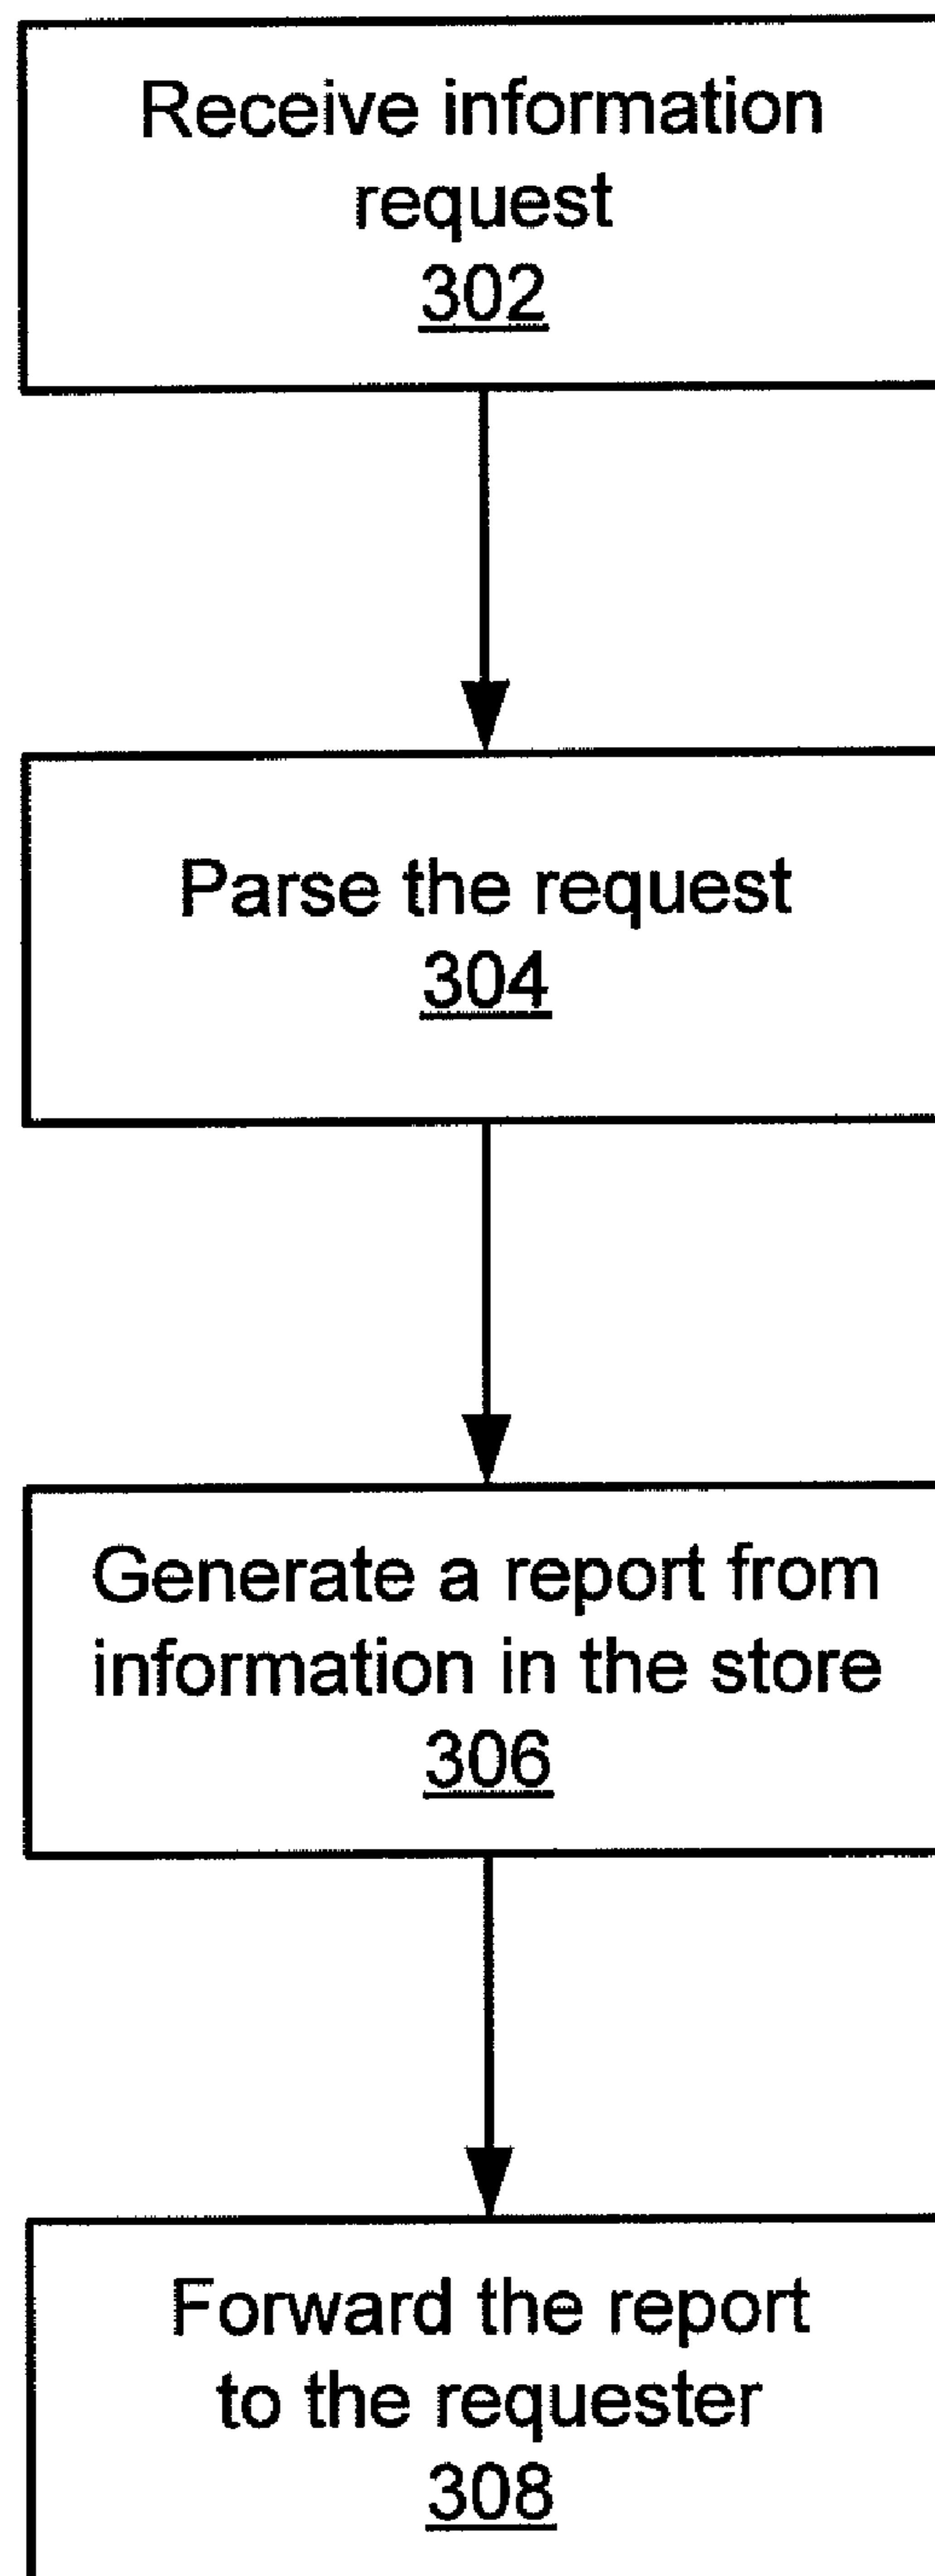 Receive information
request
302
Parse the request
304
Generate a report from
information in the store
306
Forward the report
to the requester
308